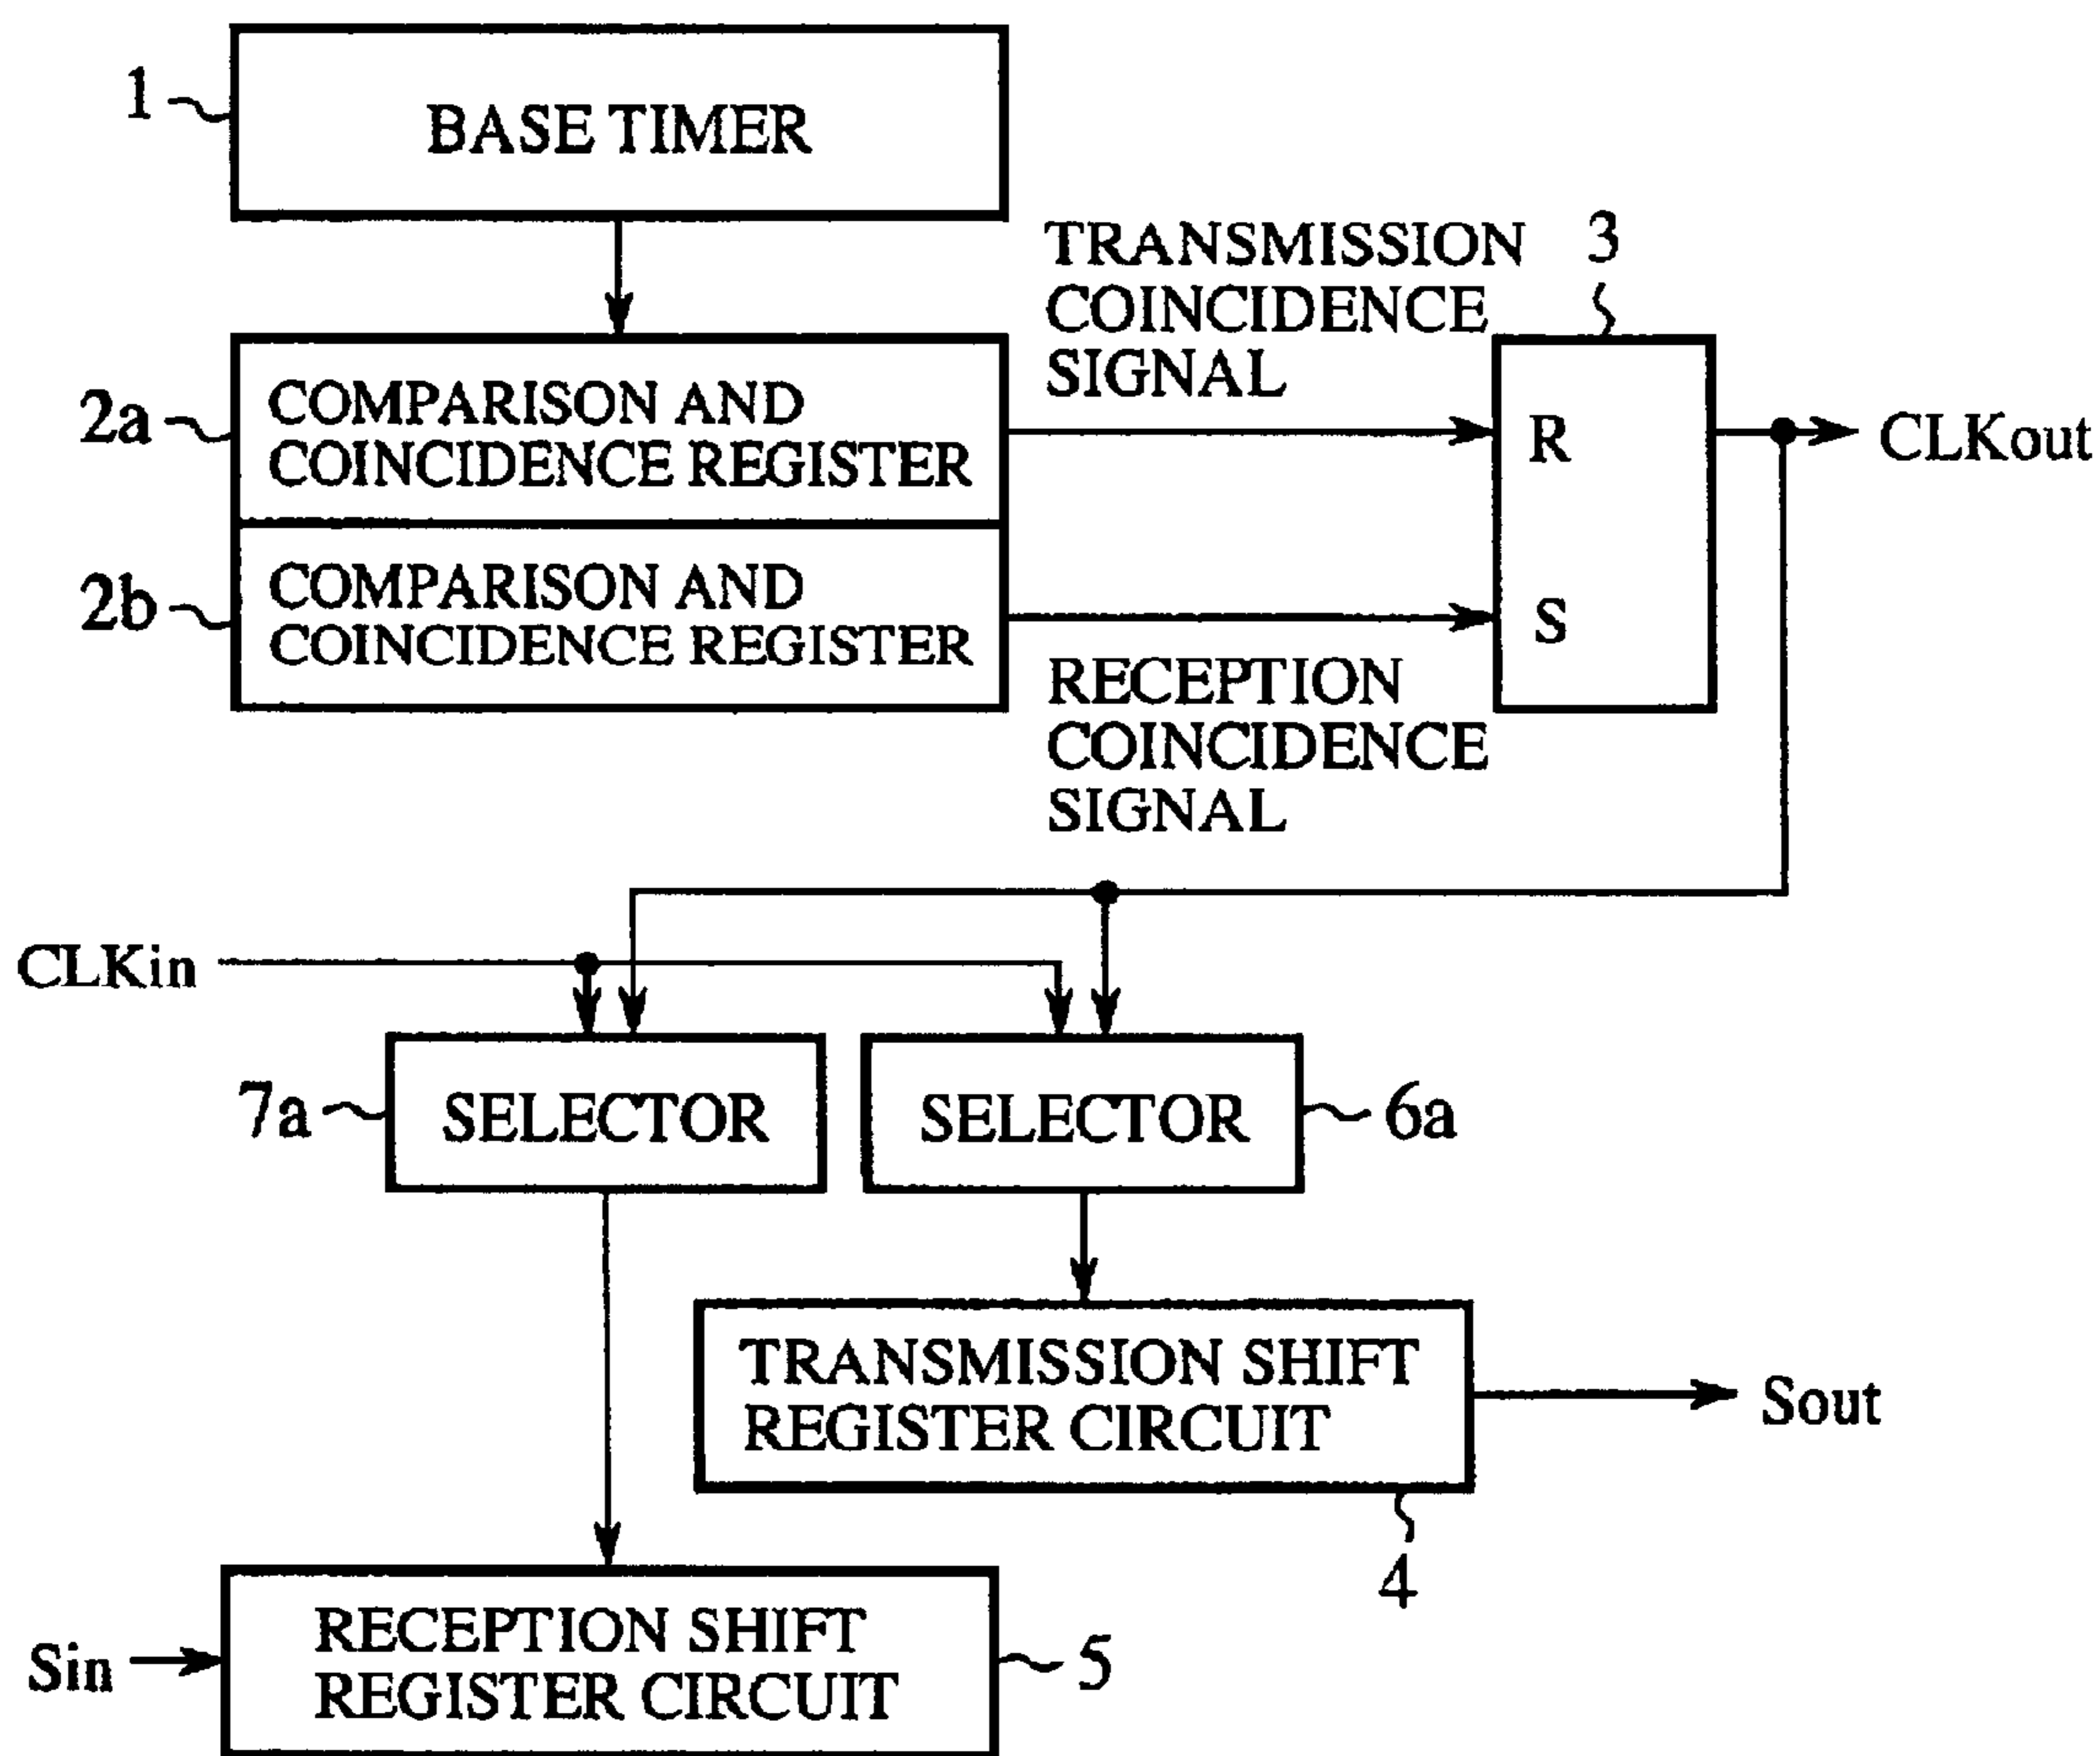 1
BASE TIMER
TRANSMISSION
COINCIDENCE
SIGNAL
3
2a
COMPARISON AND
COINCIDENCE REGISTER
R
CLKout
2b
COMPARISON AND
COINCIDENCE REGISTER
S
RECEPTION
COINCIDENCE
SIGNAL
CLKin
7a
SELECTOR
SELECTOR
6a
TRANSMISSION SHIFT
REGISTER CIRCUIT
Sout
4
Sin
RECEPTION SHIFT
REGISTER CIRCUIT
5